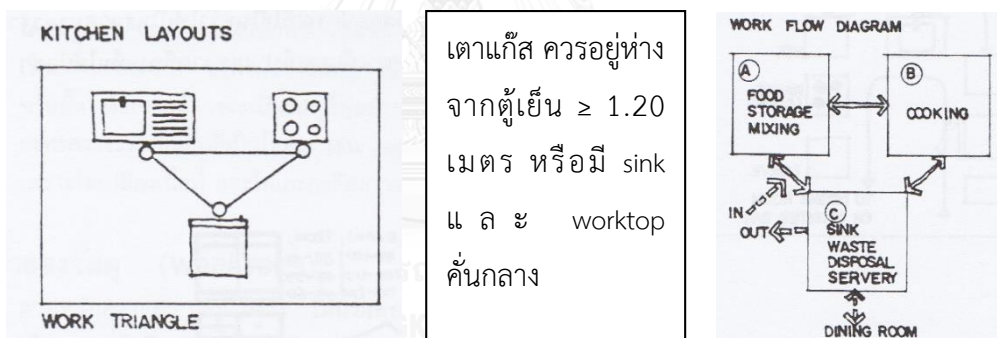 KITCHEN LAYOUTS
WORK TRIANGLE
เตาแก๊ส ควรอยู่ห่าง
จากตู้เย็น ≥ 1.20
เมตร หรือมี sink
และ worktop
คั่นกลาง
WORK FLOW DIAGRAM
A
FOOD
STORAGE
MIXING
B
COOKING
IN
OUT
C
SINK
WASTE
DISPOSAL
SERVERY
DINING ROOM